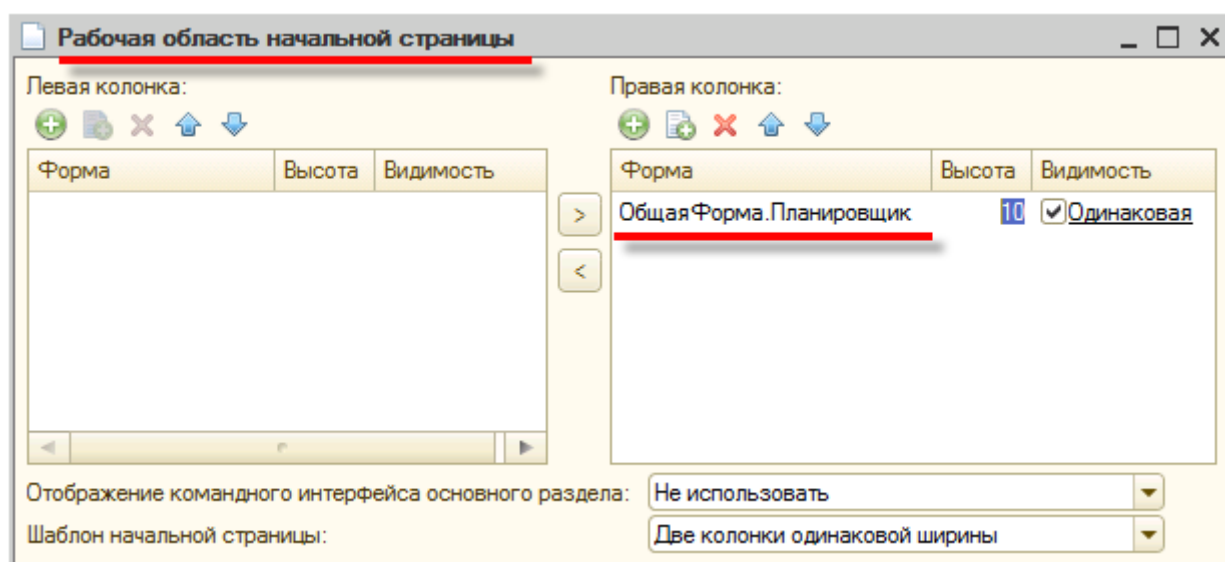 Рабочая область начальной страницы
Левая колонка:
Правая колонка:
Форма Высота Видимость
Форма Высота Видимость
ОбщаяФорма.Планировщик 10 Одинаковая
>
<
Отображение командного интерфейса основного раздела: Не использовать
Шаблон начальной страницы: Две колонки одинаковой ширины